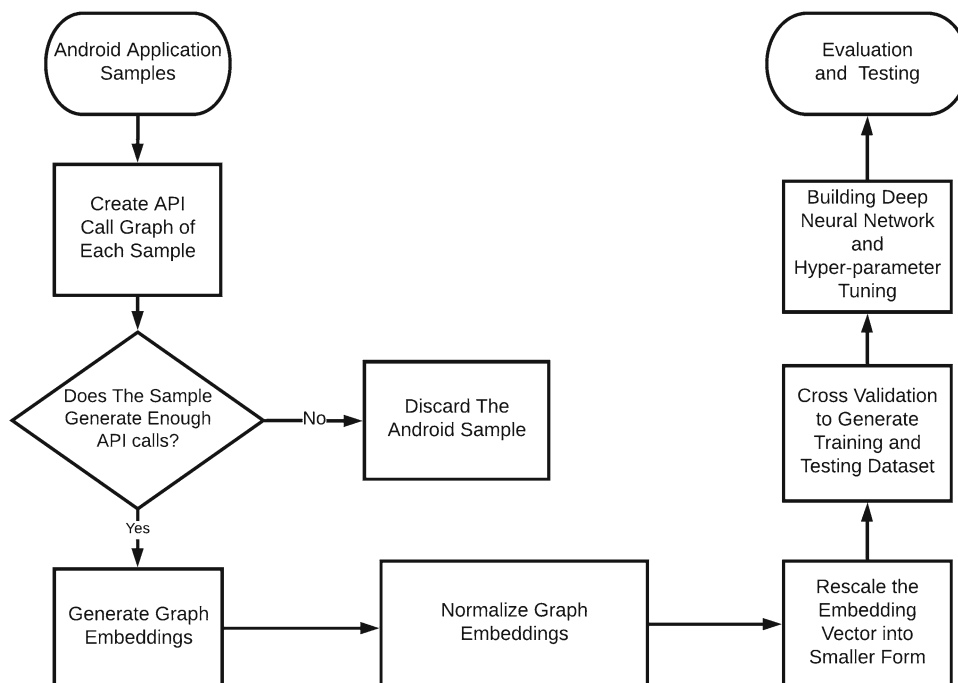 Android Application
Samples
Create API
Call Graph of
Each Sample
Does The Sample
Generate Enough
API calls?
No
Discard The
Android Sample
Yes
Generate Graph
Embeddings
Normalize Graph
Embeddings
Rescale the
Embedding
Vector into
Smaller Form
Cross Validation
to Generate
Training and
Testing Dataset
Building Deep
Neural Network
and
Hyper-parameter
Tuning
Evaluation
and Testing